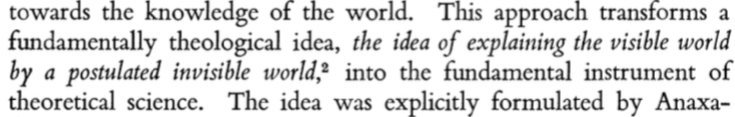 towards the knowledge of the world. This approach transforms a
fundamentally theological idea, the idea of explaining the visible world
by a postulated invisible world,² into the fundamental instrument of
theoretical science. The idea was explicitly formulated by Anaxa-